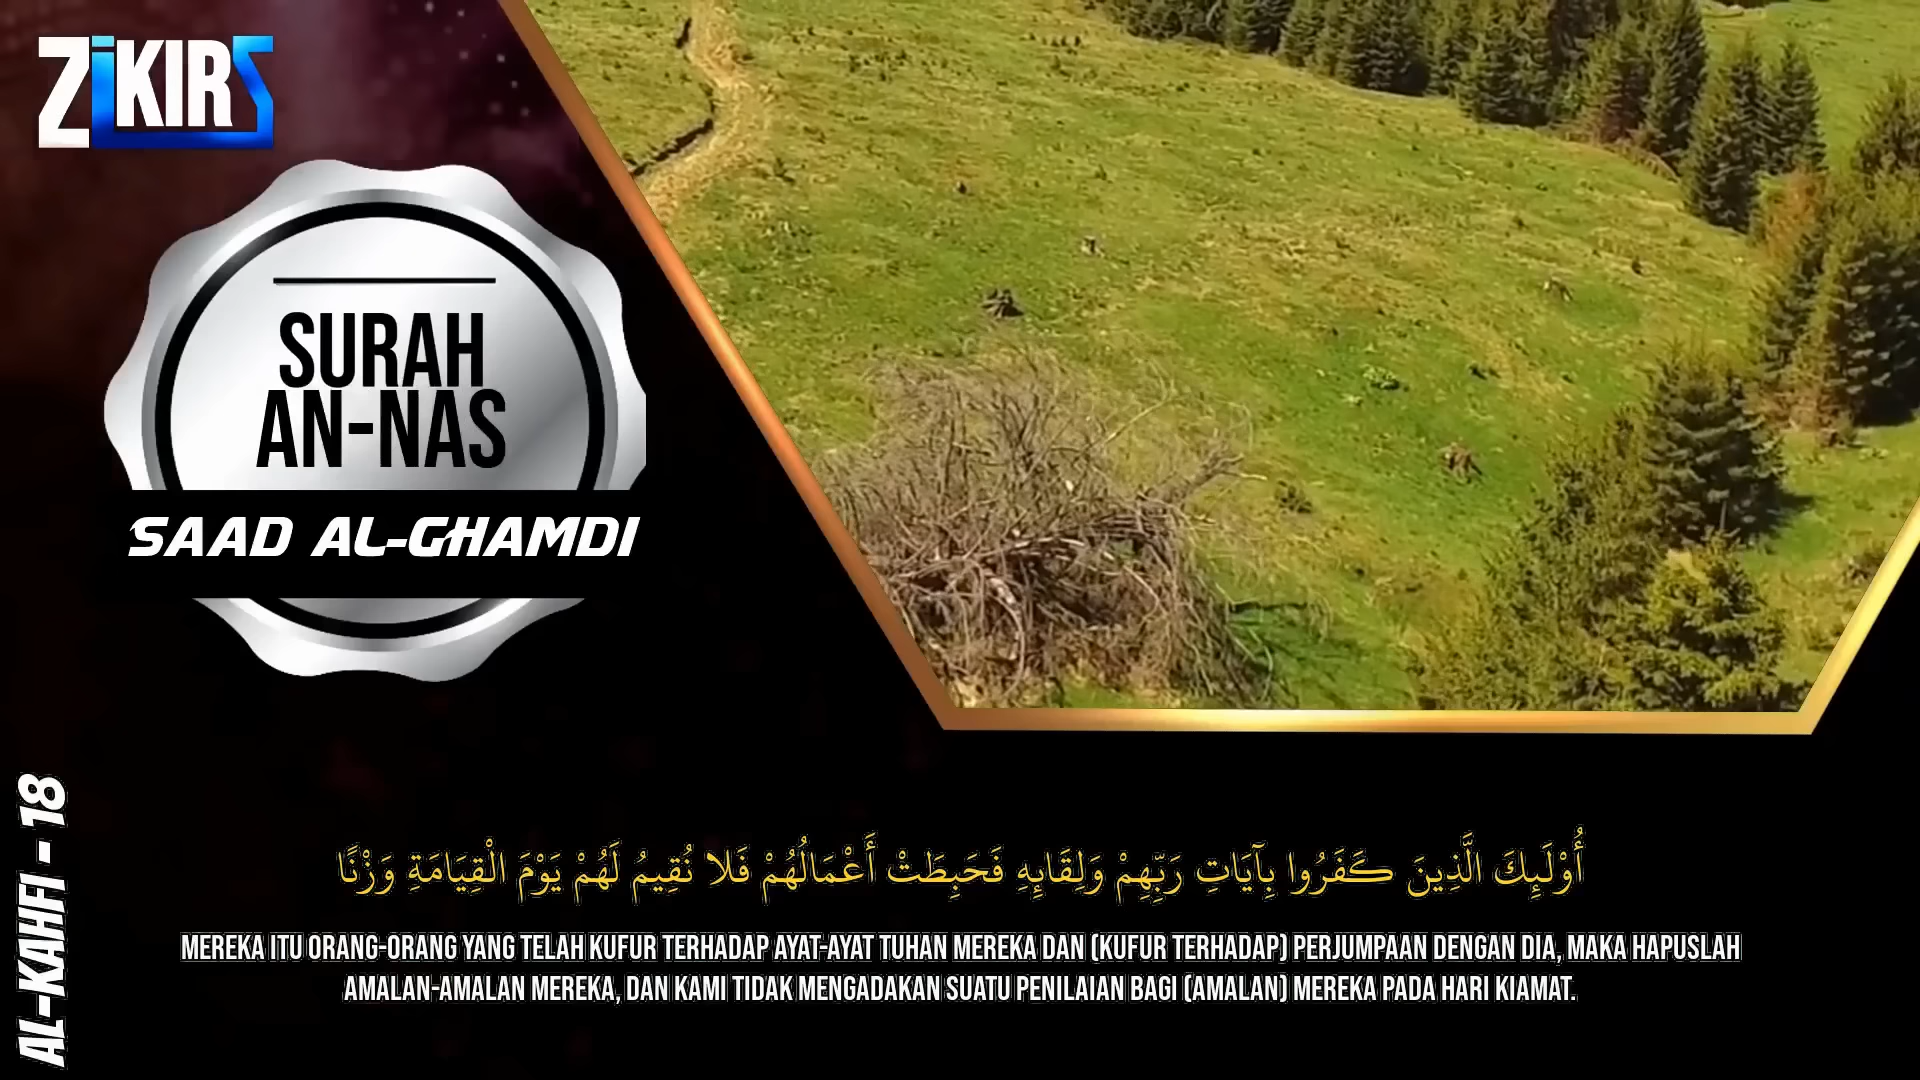 ZiKIRS
SURAH
AN-NAS
SAAD AL-GHAMDI
AL-KAHFI - 18
أُوْلَئِكَ الَّذِينَ كَفَرُوا بِآيَاتِ رَبِّهِمْ وَلِقَائِهِ فَحَبِطَتْ أَعْمَالُهُمْ فَلا نُقِيمُ لَهُمْ يَوْمَ الْقِيَامَةِ وَزْنًا
MEREKA ITU ORANG-ORANG YANG TELAH KUFUR TERHADAP AYAT-AYAT TUHAN MEREKA DAN (KUFUR TERHADAP) PERJUMPAAN DENGAN DIA, MAKA HAPUSLAH
AMALAN-AMALAN MEREKA, DAN KAMI TIDAK MENGADAKAN SUATU PENILAIAN BAGI (AMALAN) MEREKA PADA HARI KIAMAT.